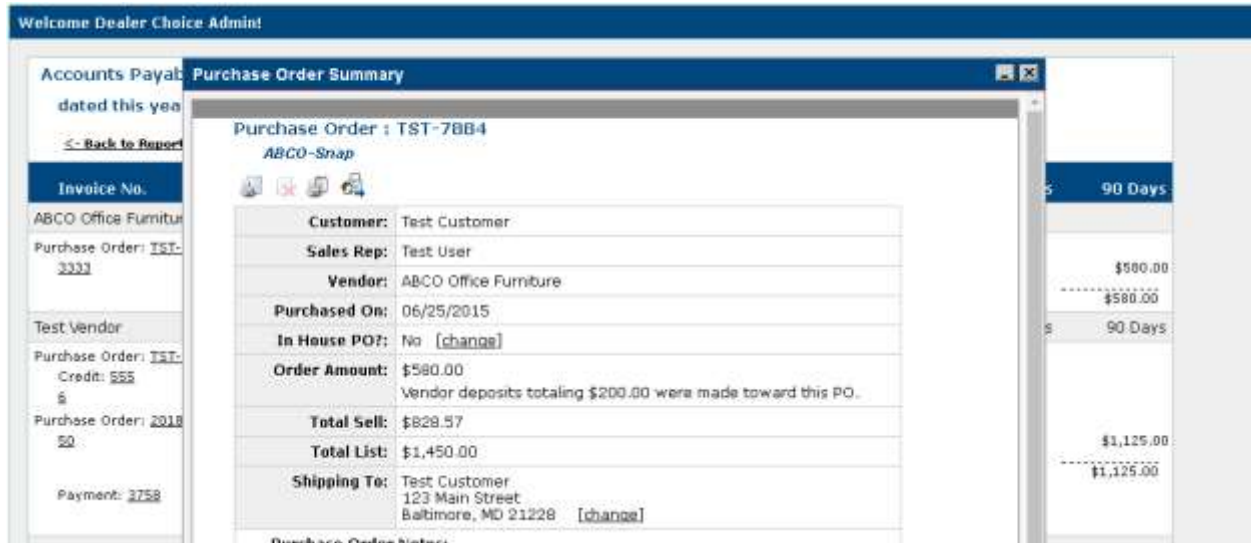 Welcome Dealer Choice Admin!
Accounts Payab
dated this yea
<- Back to Report
Invoice No.
s 90 Days
ABCO Office Furnitur
Purchase Order: TST-
3333
$580.00
$580.00
Test Vendor
s 90 Days
Purchase Order: TST-
Credit: 555
6
Purchase Order: 2018
50
$1,125.00
$1,125.00
Payment: 3758
Purchase Order Summary
Purchase Order : TST-7884
ABCO-Snap
Customer: Test Customer
Sales Rep: Test User
Vendor: ABCO Office Furniture
Purchased On: 06/25/2015
In House PO?: No [change]
Order Amount: $580.00
Vendor deposits totaling $200.00 were made toward this PO.
Total Sell: $828.57
Total List: $1,450.00
Shipping To: Test Customer
123 Main Street
Baltimore, MD 21228 [change]
Purchase Order Notes: